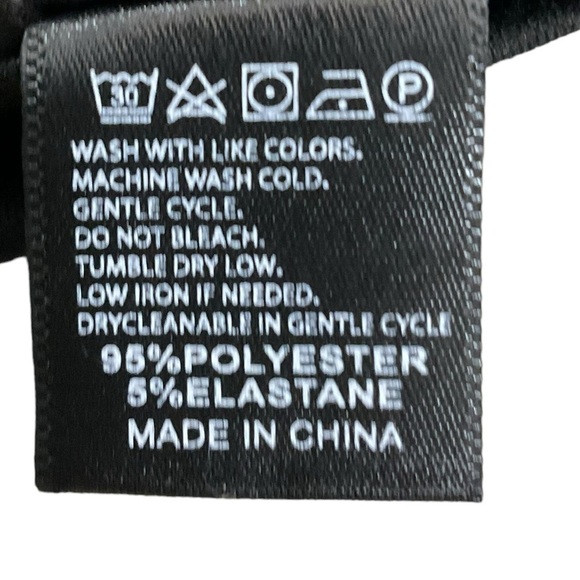 30 P
WASH WITH LIKE COLORS.
MACHINE WASH COLD.
GENTLE CYCLE.
DO NOT BLEACH.
TUMBLE DRY LOW.
LOW IRON IF NEEDED.
DRYCLEANABLE IN GENTLE CYCLE
95%POLYESTER
5%ELASTANE
MADE IN CHINA